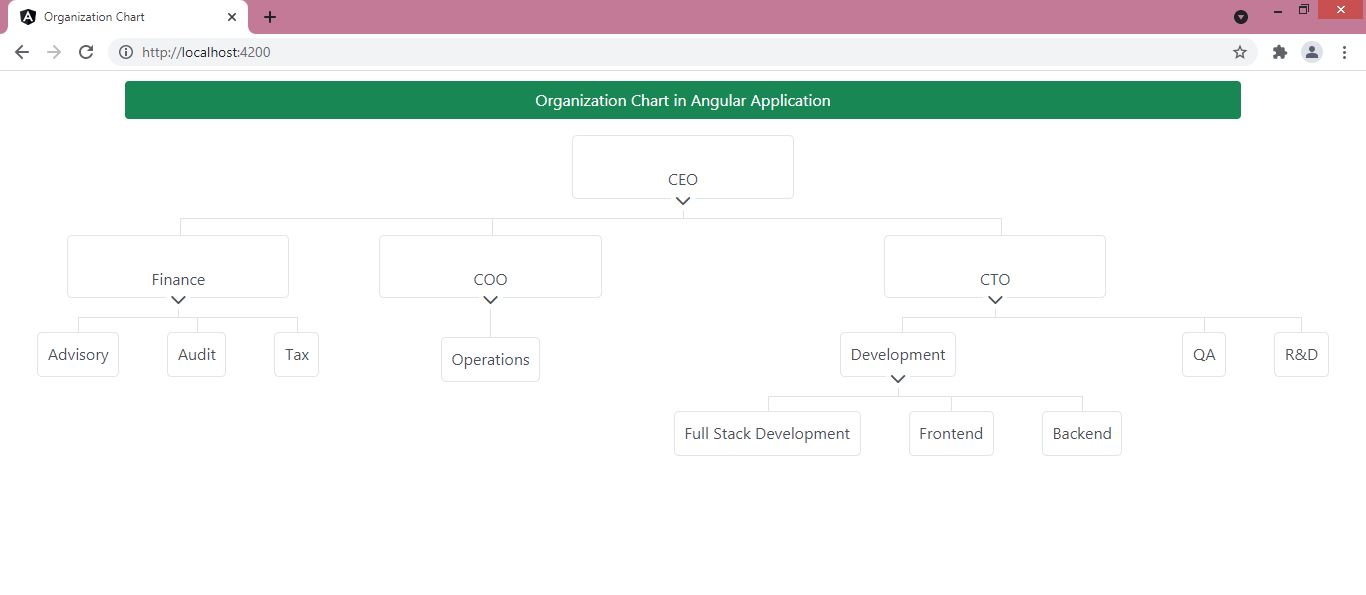 Organization Chart
http://localhost:4200
Organization Chart in Angular Application
CEO
Finance
COO
CTO
Advisory
Audit
Tax
Operations
Development
QA
R&D
Full Stack Development
Frontend
Backend